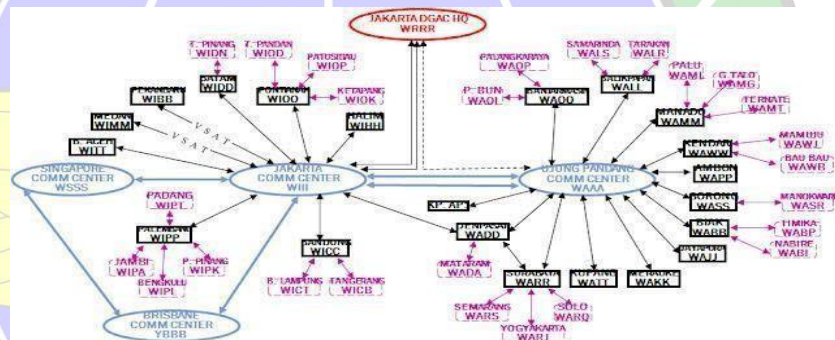 JAKARTA DGAC HQ
WRRR
T. PINANG
WIDN
T. PANDAN
WIOD
PALANGKARAYA
WAOP
SAMARINDA
WALS
TARAKAN
WALR
BATAM
WIDD
WIOP
PALU
WAML
G.TALO
WAMG
PEKANBARU
WIBB
PONTIANAK
WIOO
KETAPANG
WIOK
P. BUN
WAOI
WAOO
BALIKPAPAN
WALL
TERNATE
WAMT
MEDAN
WIMM
VSAT
VSAT
HALIM
WIHH
MANADO
WAMM
B. ACEH
WITT
KENDARI
WAWW
MAMUJU
WAWJ
SINGAPORE
COMM CENTER
WSSS
JAKARTA
COMM CENTER
WIII
UJUNG PANDANG
COMM CENTER
WAAA
AMBON
WAPP
BAU BAU
WAWB
PADANG
WIPT
SORONG
WASS
MANOKWARI
WASR
PALEMBANG
WIPP
BANDUNG
WICC
DENPASAR
WADD
BIAK
WABB
TIMIKA
WABP
JAMBI
WIPA
P. PINANG
WIPK
MATARAM
WADA
JAYAPURA
WAJJ
NABIRE
WABI
BENGKULU
WIPL
B. LAMPUNG
WICT
TANGERANG
WICB
SURABAYA
WARR
KUPANG
WATT
MERAUKE
WAKK
BRISBANE
COMM CENTER
YBBB
SEMARANG
WARS
YOGYAKARTA
WARJ
SOLO
WARQ